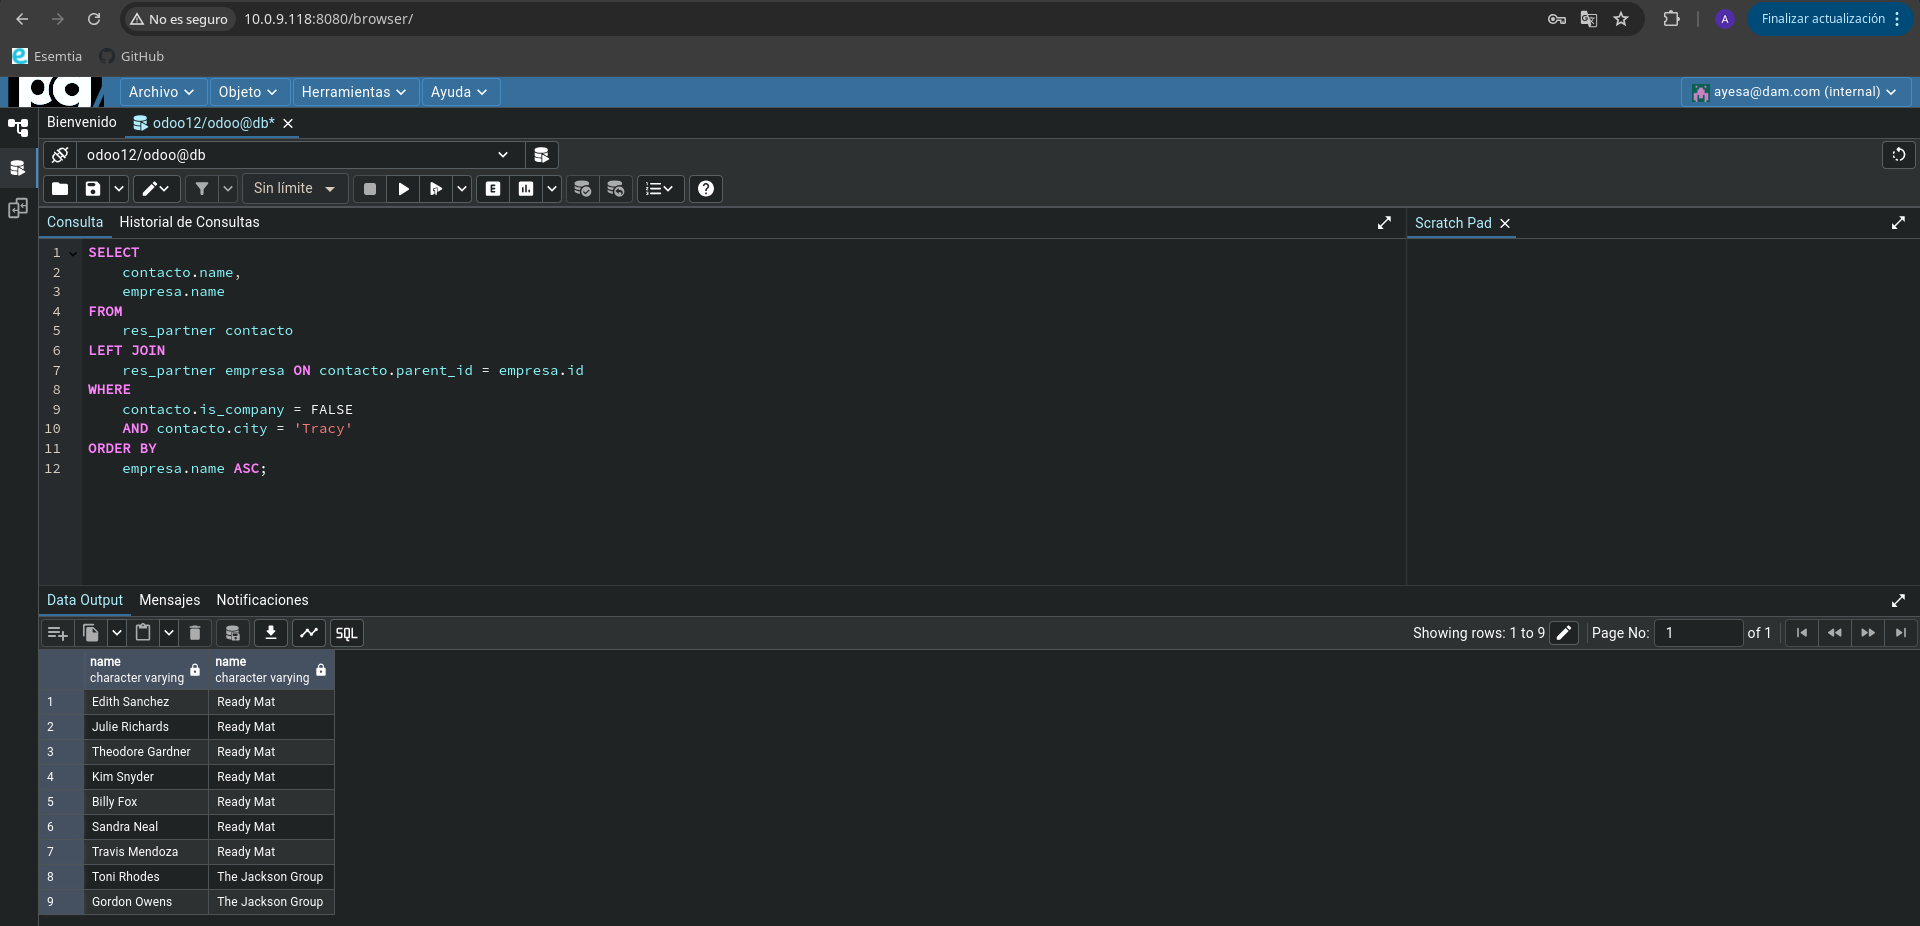 No es seguro
10.0.9.118:8080/browser/
A
Finalizar actualización
Esemtia
GitHub
Archivo
Objeto
Herramientas
Ayuda
ayesa@dam.com (internal)
Bienvenido
odoo12/odoo@db*
odoo12/odoo@db
Sin límite
E
Consulta
Historial de Consultas
Scratch Pad
1 SELECT
2 contacto.name,
3 empresa.name
4 FROM
5 res_partner contacto
6 LEFT JOIN
7 res_partner empresa ON contacto.parent_id = empresa.id
8 WHERE
9 contacto.is_company = FALSE
10 AND contacto.city = 'Tracy'
11 ORDER BY
12 empresa.name ASC;
Data Output
Mensajes
Notificaciones
SQL
Showing rows: 1 to 9
Page No: 1 of 1
name name
character varying character varying
1 Edith Sanchez Ready Mat
2 Julie Richards Ready Mat
3 Theodore Gardner Ready Mat
4 Kim Snyder Ready Mat
5 Billy Fox Ready Mat
6 Sandra Neal Ready Mat
7 Travis Mendoza Ready Mat
8 Toni Rhodes The Jackson Group
9 Gordon Owens The Jackson Group